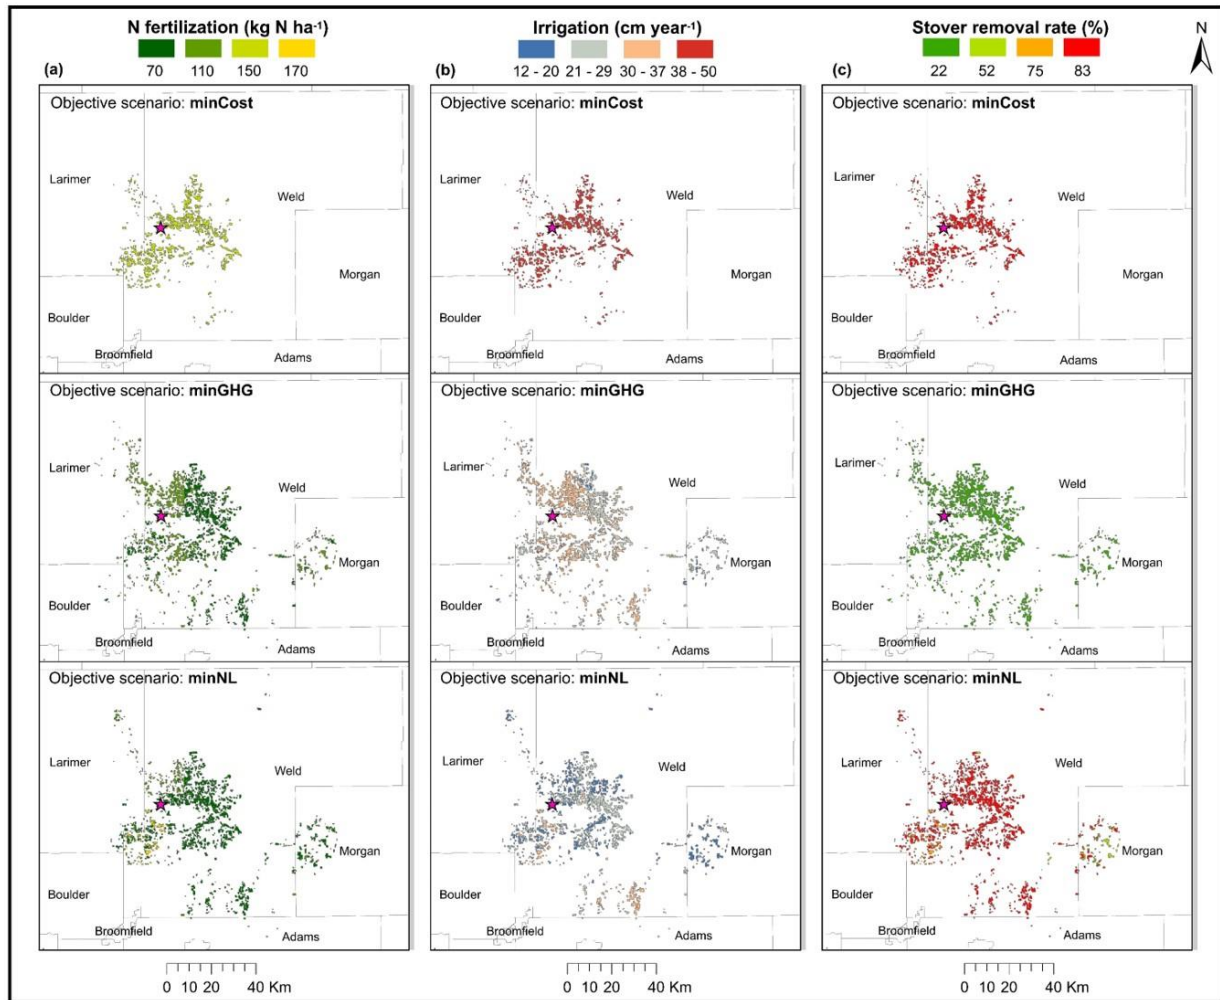 N fertilization (kg N ha⁻¹)
70 110 150 170
Irrigation (cm year⁻¹)
12 - 20 21 - 29 30 - 37 38 - 50
Stover removal rate (%)
22 52 75 83
N
(a)
(b)
(c)
Objective scenario: minCost
Larimer
Weld
Morgan
Boulder
Broomfield
Adams
Objective scenario: minCost
Larimer
Weld
Morgan
Boulder
Broomfield
Adams
Objective scenario: minCost
Larimer
Weld
Morgan
Boulder
Broomfield
Adams
Objective scenario: minGHG
Larimer
Weld
Morgan
Boulder
Broomfield
Adams
Objective scenario: minGHG
Larimer
Weld
Morgan
Boulder
Broomfield
Adams
Objective scenario: minGHG
Larimer
Weld
Morgan
Boulder
Broomfield
Adams
Objective scenario: minNL
Larimer
Weld
Morgan
Boulder
Broomfield
Adams
Objective scenario: minNL
Larimer
Weld
Morgan
Boulder
Broomfield
Adams
Objective scenario: minNL
Larimer
Weld
Morgan
Boulder
Broomfield
Adams
0 10 20 40 Km
0 10 20 40 Km
0 10 20 40 Km